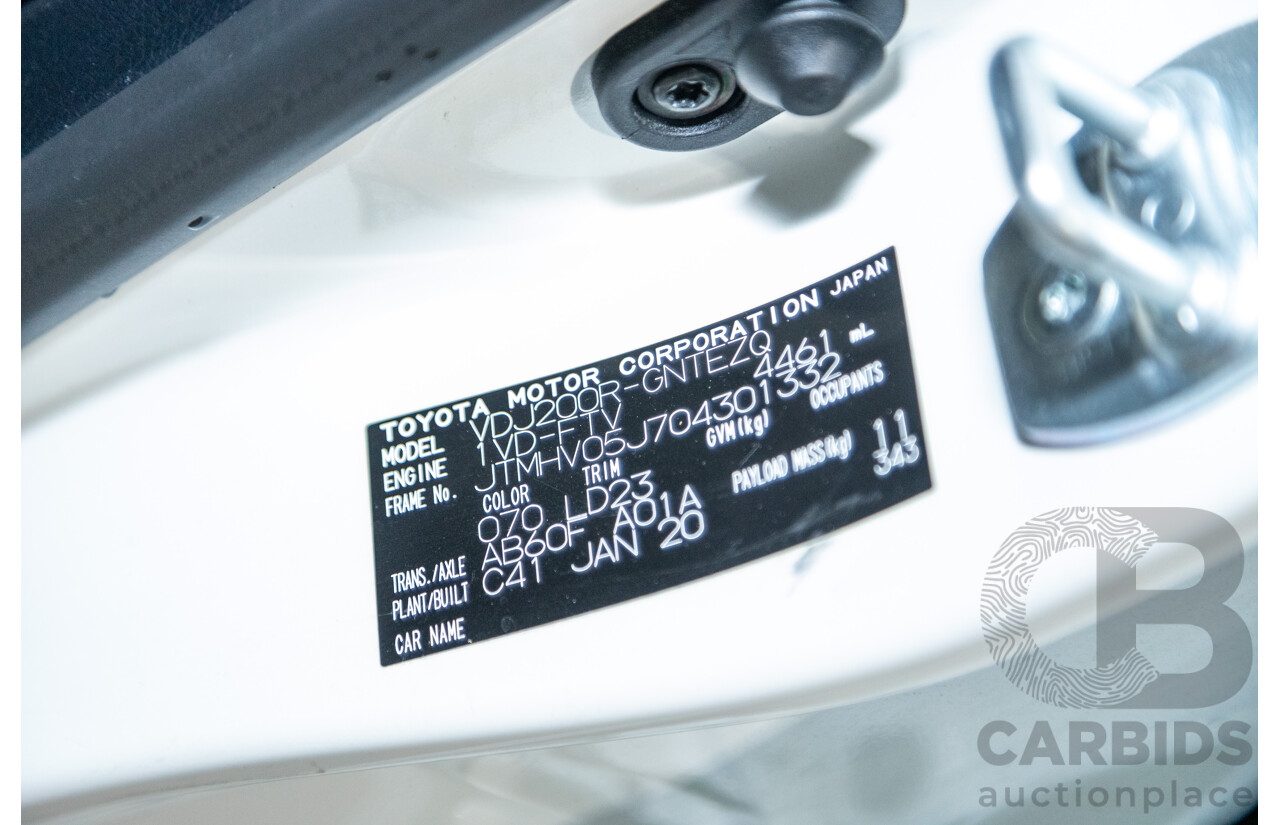 TOYOTA MOTOR CORPORATION JAPAN
MODEL VDJ200R-GNTEZQ
ENGINE 1VD-FTV 4461 mL
FRAME No. JTMHV05J704301332
COLOR TRIM GVM(kg) OCCUPANTS
070 LD23 11
TRANS./AXLE AB60F A01A PAYLOAD MASS(kg) 343
PLANT/BUILT C41 JAN 20
CAR NAME
CB
CARBIDS
auctionplace